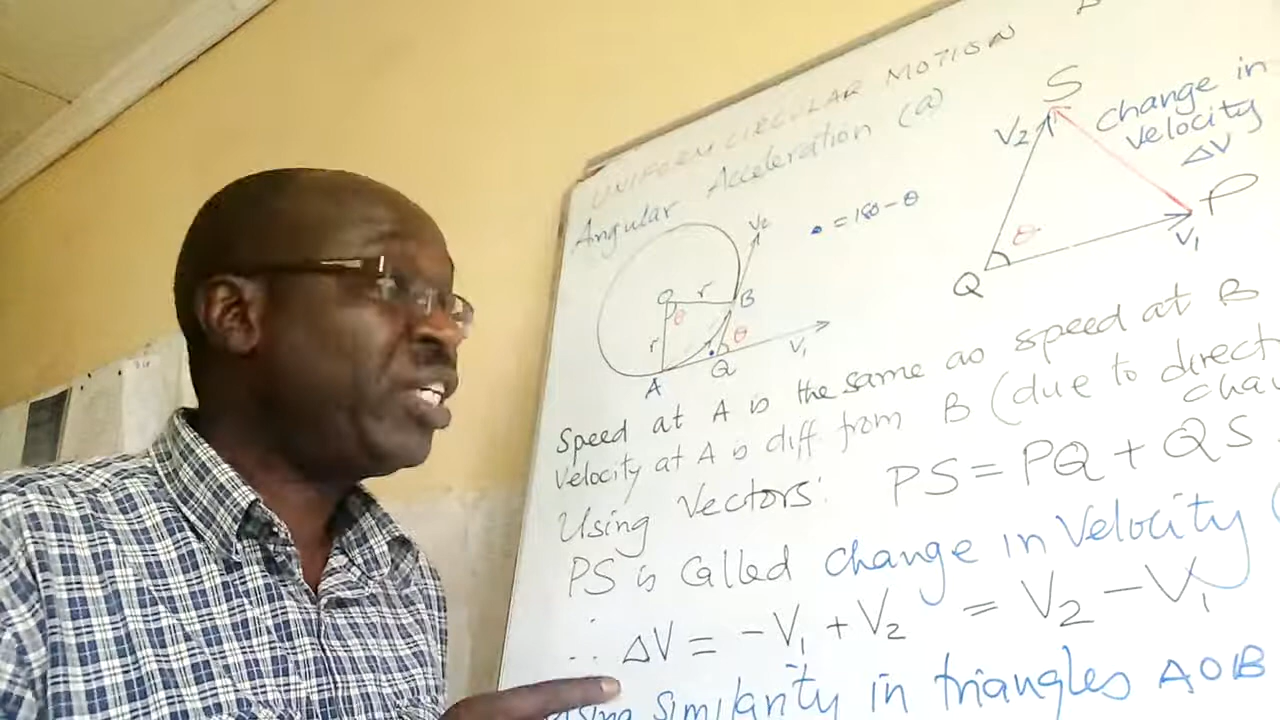 UNIFORM CIRCULAR MOTION
Angular Acceleration (a)
V2
• = 180 - θ
O r B
θ
r
θ
A Q V1
S
V2
change in
velocity
ΔV
P
θ
V1
Q
Speed at A is the same as speed at B
Velocity at A is diff. from B (due to direct
chan
Using Vectors: PS = PQ + QS.
PS is called change in velocity (
∴ ΔV = -V1 + V2 = V2 - V1
Using similarity in triangles AOB